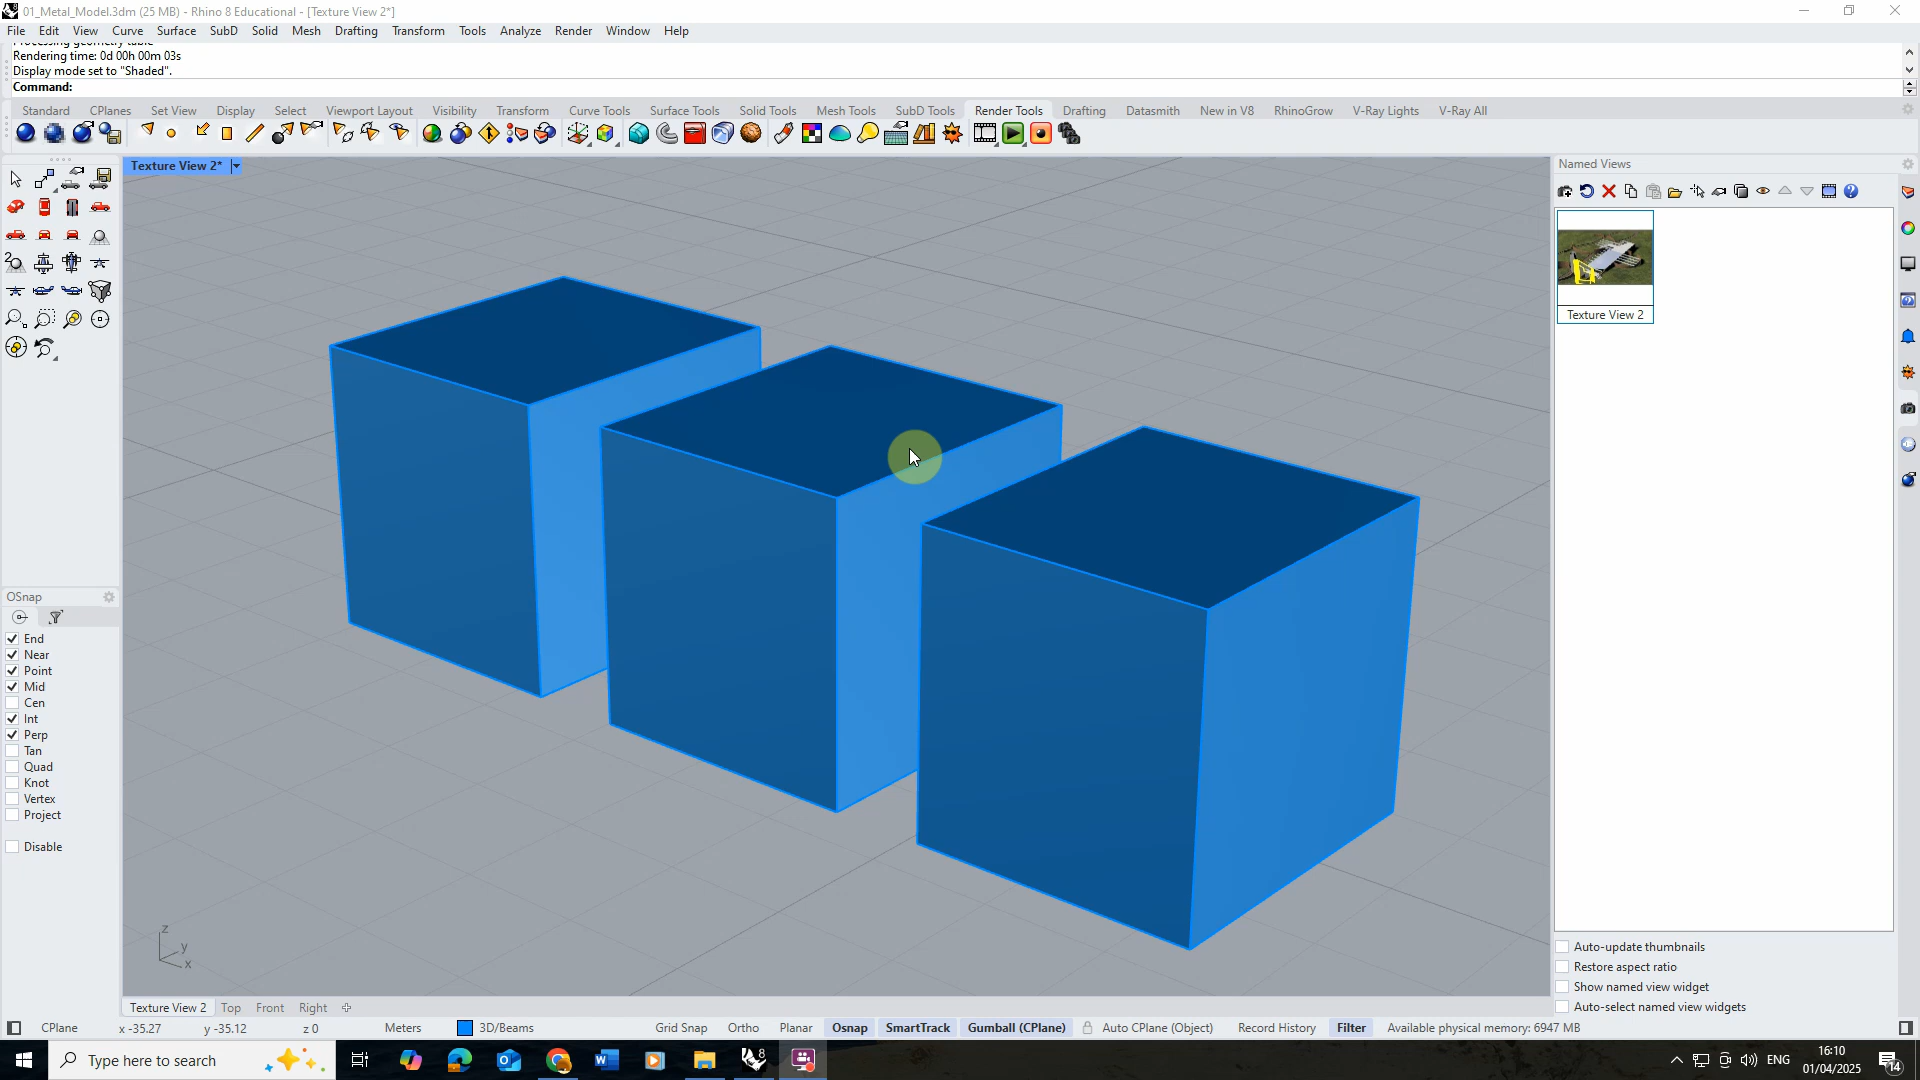 01_Metal_Model.3dm (25 MB) - Rhino 8 Educational - [Texture View 2*]
File Edit View Curve Surface SubD Solid Mesh Drafting Transform Tools Analyze Render Window Help
Processing geometry table
Rendering time: 0d 00h 00m 03s
Display mode set to "Shaded".
Command:
Standard CPlanes Set View Display Select Viewport Layout Visibility Transform Curve Tools Surface Tools Solid Tools Mesh Tools SubD Tools Render Tools Drafting Datasmith New in V8 RhinoGrow V-Ray Lights V-Ray All
Texture View 2*
Named Views
Texture View 2
OSnap
End
Near
Point
Mid
Cen
Int
Perp
Tan
Quad
Knot
Vertex
Project
Disable
z
y
x
Auto-update thumbnails
Restore aspect ratio
Show named view widget
Auto-select named view widgets
Texture View 2 Top Front Right
CPlane x -35.27 y -35.12 z 0 Meters 3D/Beams Grid Snap Ortho Planar Osnap SmartTrack Gumball (CPlane) Auto CPlane (Object) Record History Filter Available physical memory: 6947 MB
Type here to search
ENG
16:10
01/04/2025
14